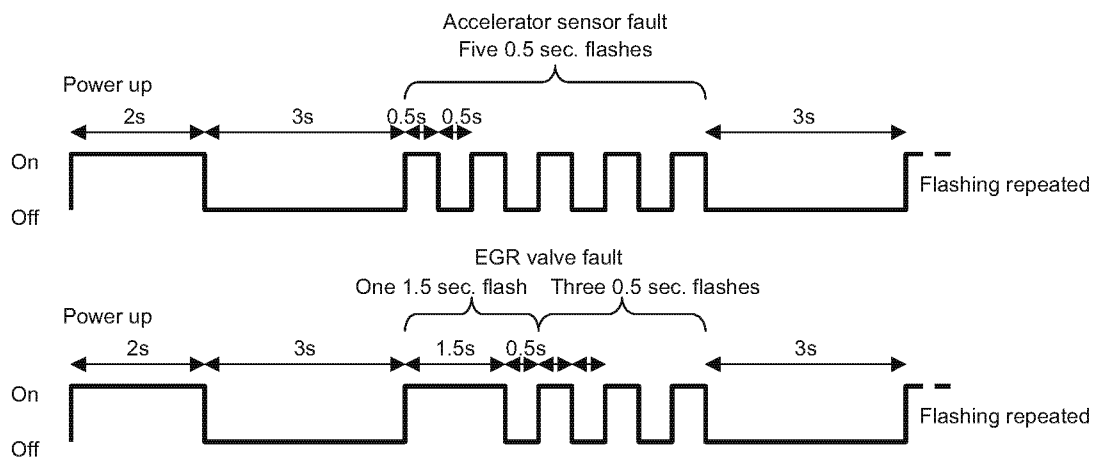 Accelerator sensor fault
Five 0.5 sec. flashes
Power up
2s 3s 0.5s 0.5s 3s
On
Flashing repeated
Off
EGR valve fault
One 1.5 sec. flash Three 0.5 sec. flashes
Power up
2s 3s 1.5s 0.5s 3s
On
Flashing repeated
Off